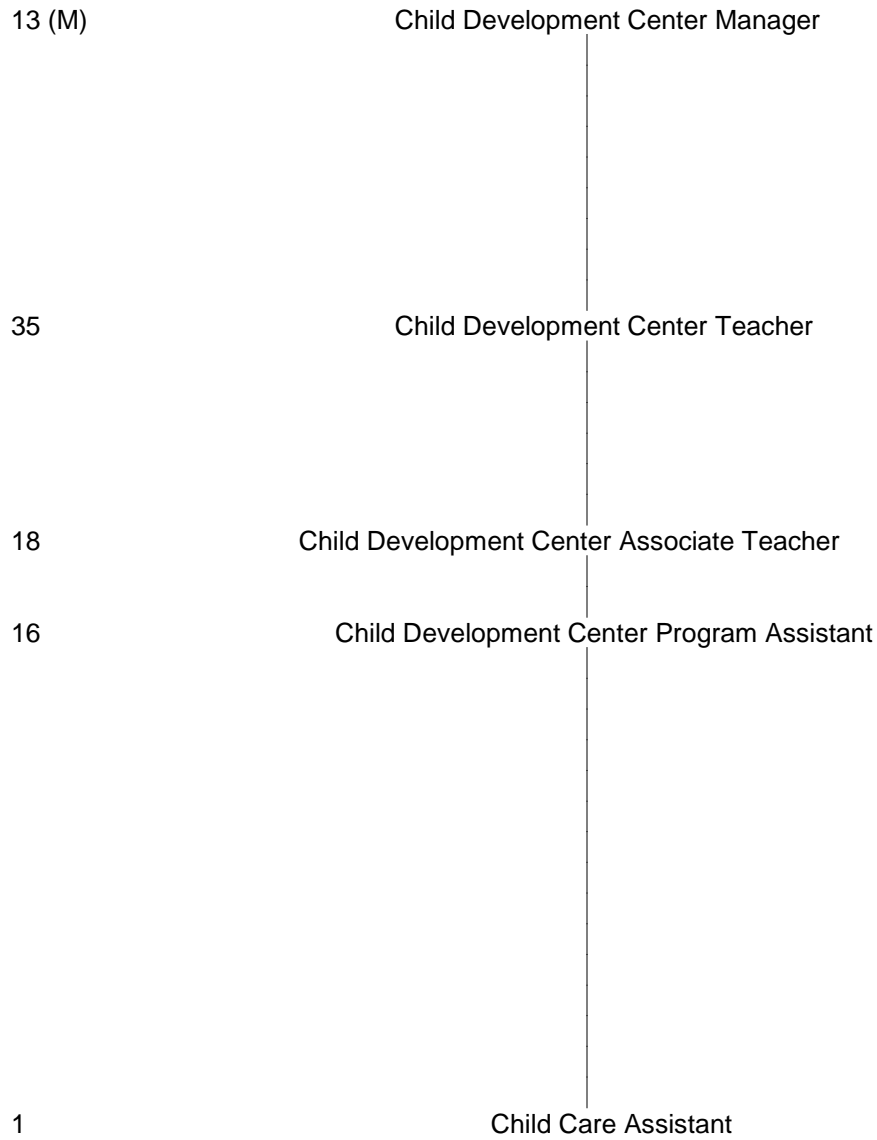 13 (M) Child Development Center Manager
35 Child Development Center Teacher
18 Child Development Center Associate Teacher
16 Child Development Center Program Assistant
1 Child Care Assistant